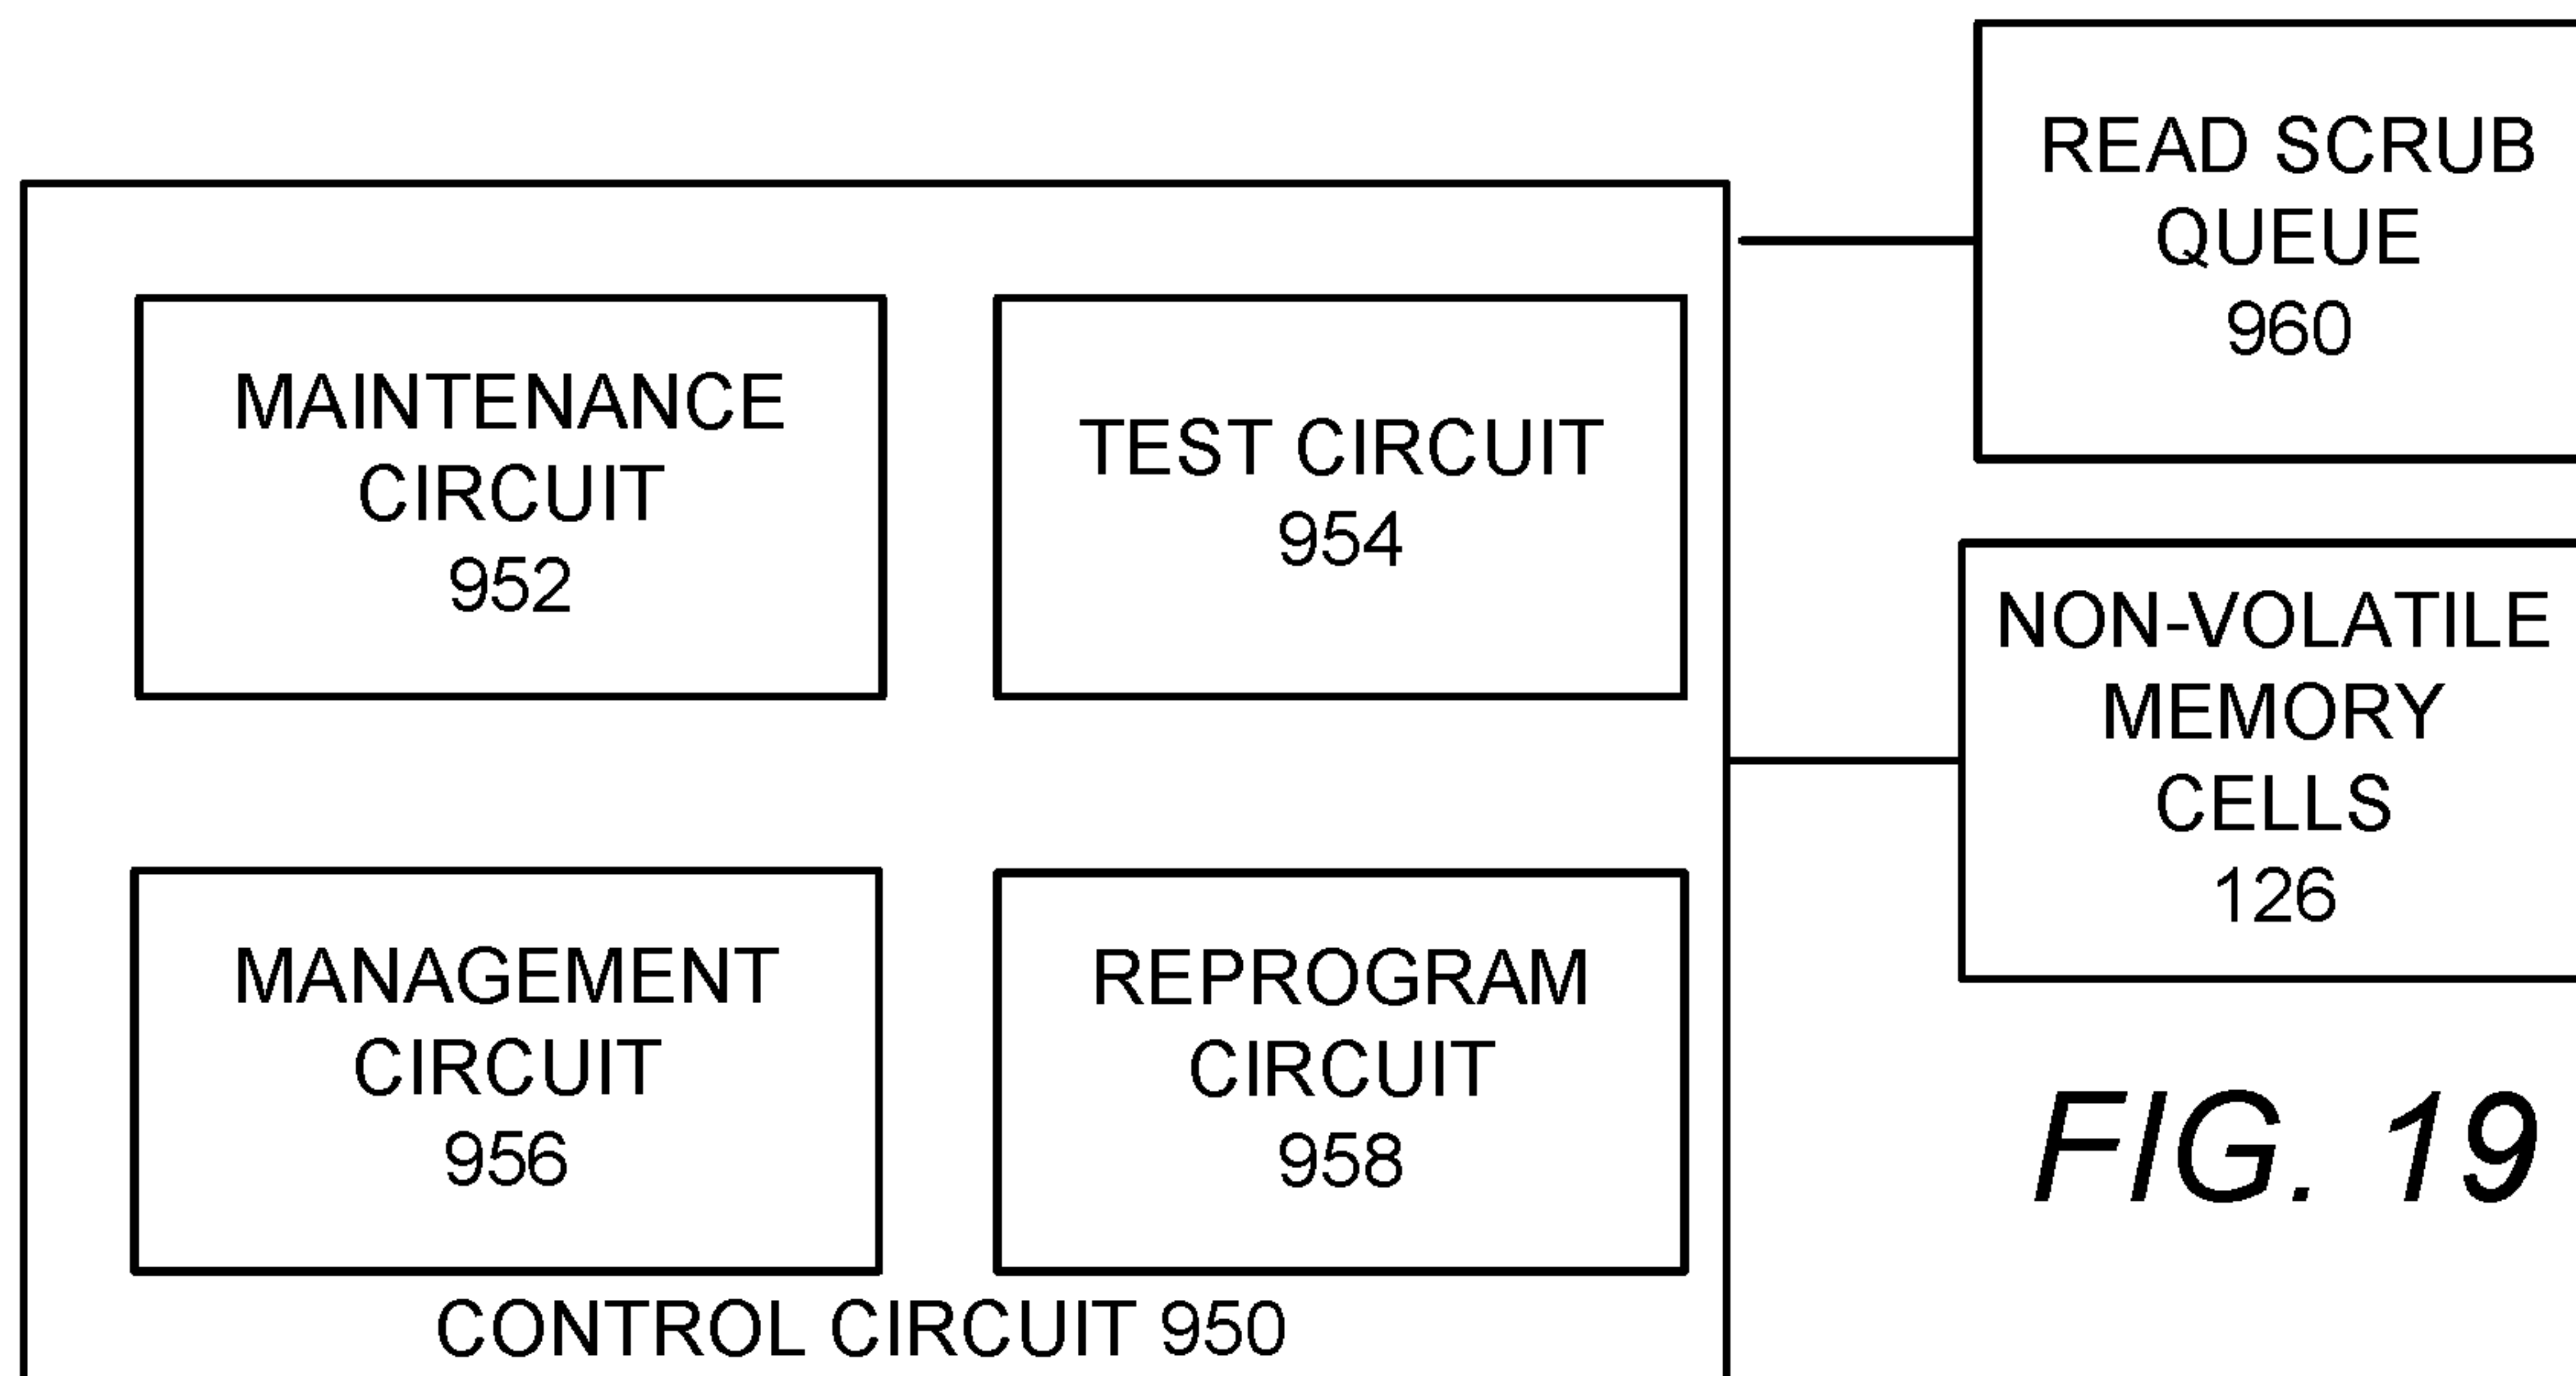 READ SCRUB
QUEUE
960
MAINTENANCE
CIRCUIT
952
TEST CIRCUIT
954
NON-VOLATILE
MEMORY
CELLS
126
MANAGEMENT
CIRCUIT
956
REPROGRAM
CIRCUIT
958
CONTROL CIRCUIT 950
FIG. 19